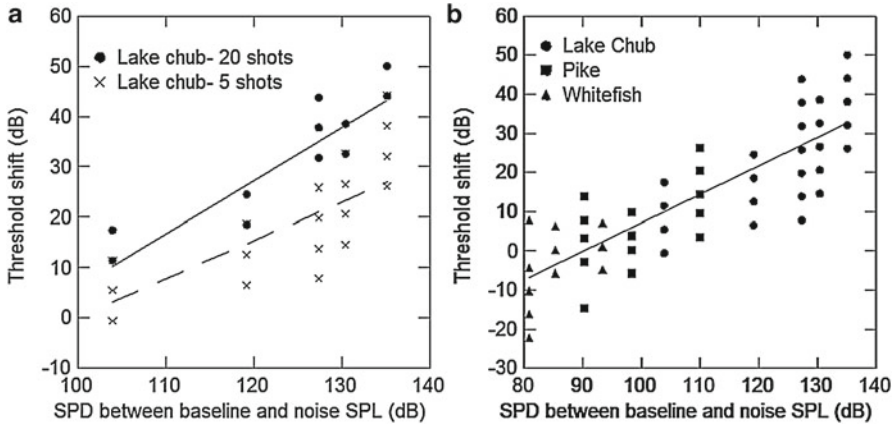 a
60
50
40
30
20
10
0
-10
Threshold shift (dB)
Lake chub- 20 shots
Lake chub- 5 shots
100 110 120 130 140
SPD between baseline and noise SPL (dB)
b
60
50
40
30
20
10
0
-10
-20
-30
Threshold shift (dB)
Lake Chub
Pike
Whitefish
80 90 100 110 120 130 140
SPD between baseline and noise SPL (dB)